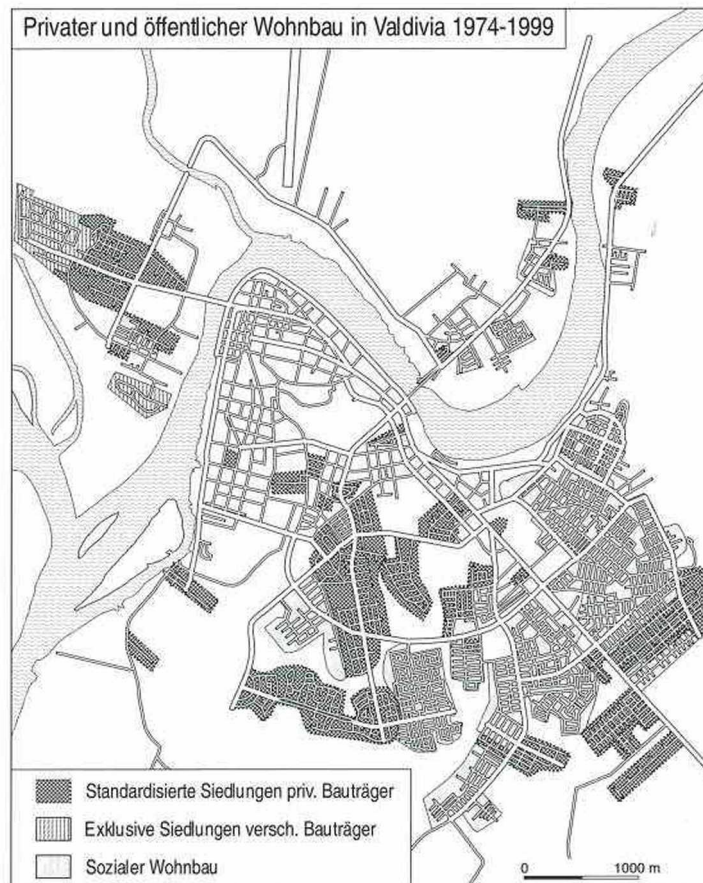 Privater und öffentlicher Wohnbau in Valdivia 1974-1999
Standardisierte Siedlungen priv. Bauträger
Exklusive Siedlungen versch. Bauträger
Sozialer Wohnbau
0 1000 m